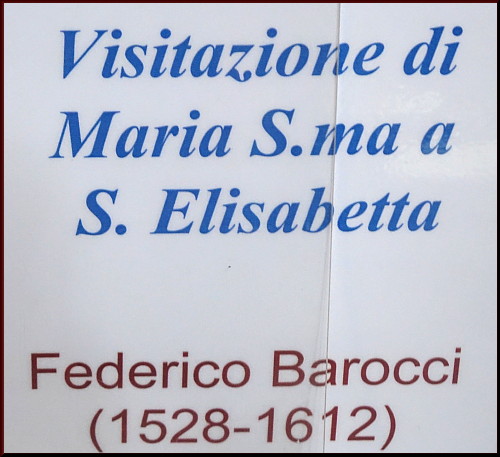 Visitazione di
Maria S.ma a
S. Elisabetta
Federico Barocci
(1528-1612)